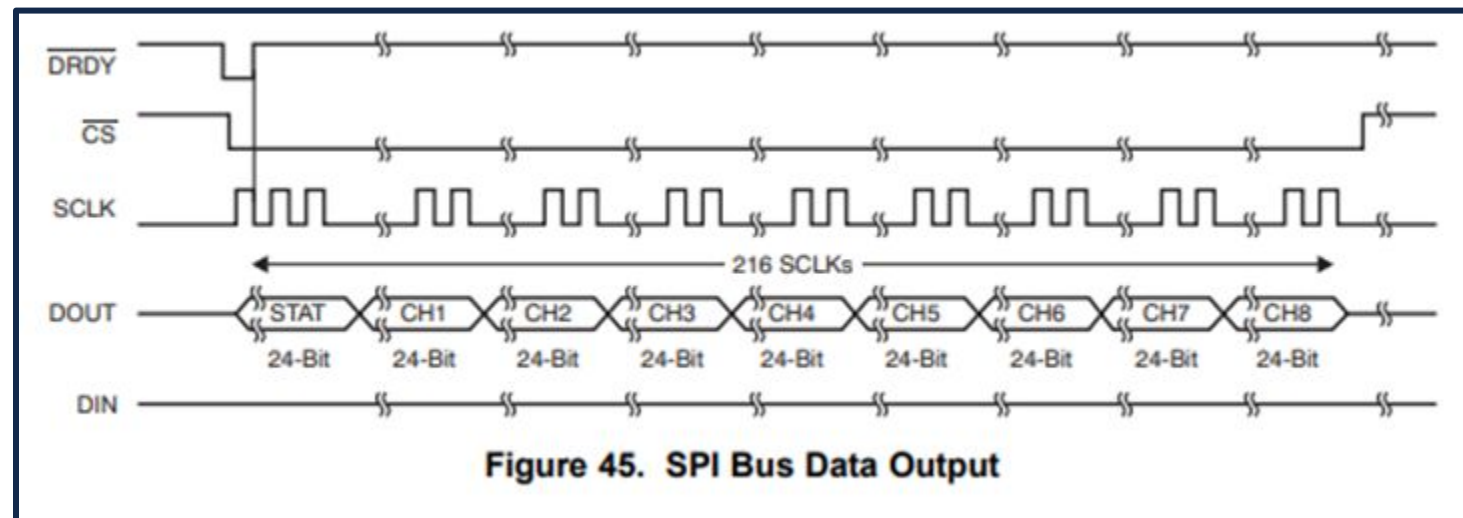 DRDY
CS
SCLK
216 SCLKs
DOUT STAT CH1 CH2 CH3 CH4 CH5 CH6 CH7 CH8
24-Bit 24-Bit 24-Bit 24-Bit 24-Bit 24-Bit 24-Bit 24-Bit 24-Bit
DIN
Figure 45. SPI Bus Data Output